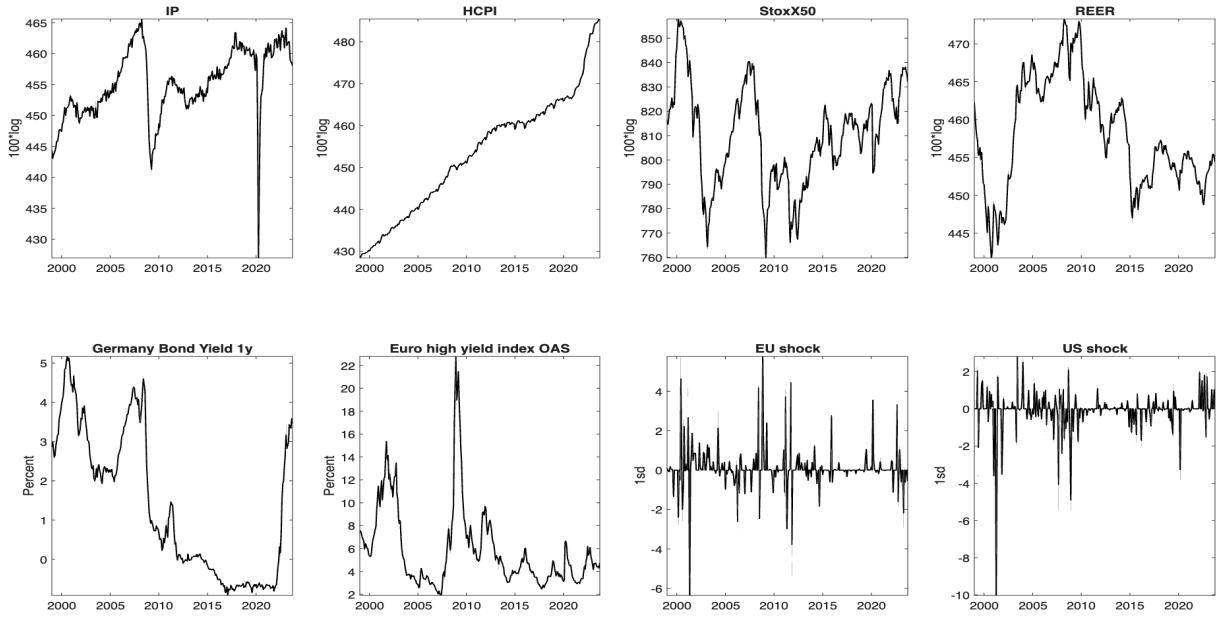 IP
100*log
465
460
455
450
445
440
435
430
2000 2005 2010 2015 2020
HCPI
100*log
480
470
460
450
440
430
2000 2005 2010 2015 2020
StoxX50
100*log
850
840
830
820
810
800
790
780
770
760
2000 2005 2010 2015 2020
REER
100*log
470
465
460
455
450
445
2000 2005 2010 2015 2020
Germany Bond Yield 1y
Percent
5
4
3
2
1
0
2000 2005 2010 2015 2020
Euro high yield index OAS
Percent
22
20
18
16
14
12
10
8
6
4
2
2000 2005 2010 2015 2020
EU shock
1sd
4
2
0
-2
-4
-6
2000 2005 2010 2015 2020
US shock
1sd
2
0
-2
-4
-6
-8
-10
2000 2005 2010 2015 2020